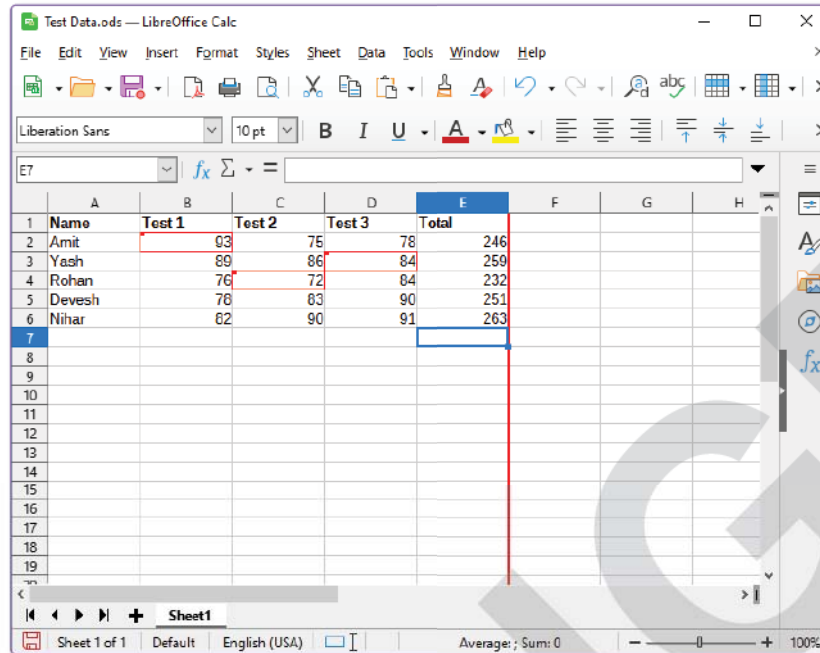 Test Data.ods — LibreOffice Calc
File Edit View Insert Format Styles Sheet Data Tools Window Help
Liberation Sans 10 pt B I U A
E7 fx Σ =
A B C D E F G H
1 Name Test 1 Test 2 Test 3 Total
2 Amit 93 75 78 246
3 Yash 89 86 84 259
4 Rohan 76 72 84 232
5 Devesh 78 83 90 251
6 Nihar 82 90 91 263
7
8
9
10
11
12
13
14
15
16
17
18
19
Sheet1
Sheet 1 of 1 Default English (USA) Average: ; Sum: 0 100%